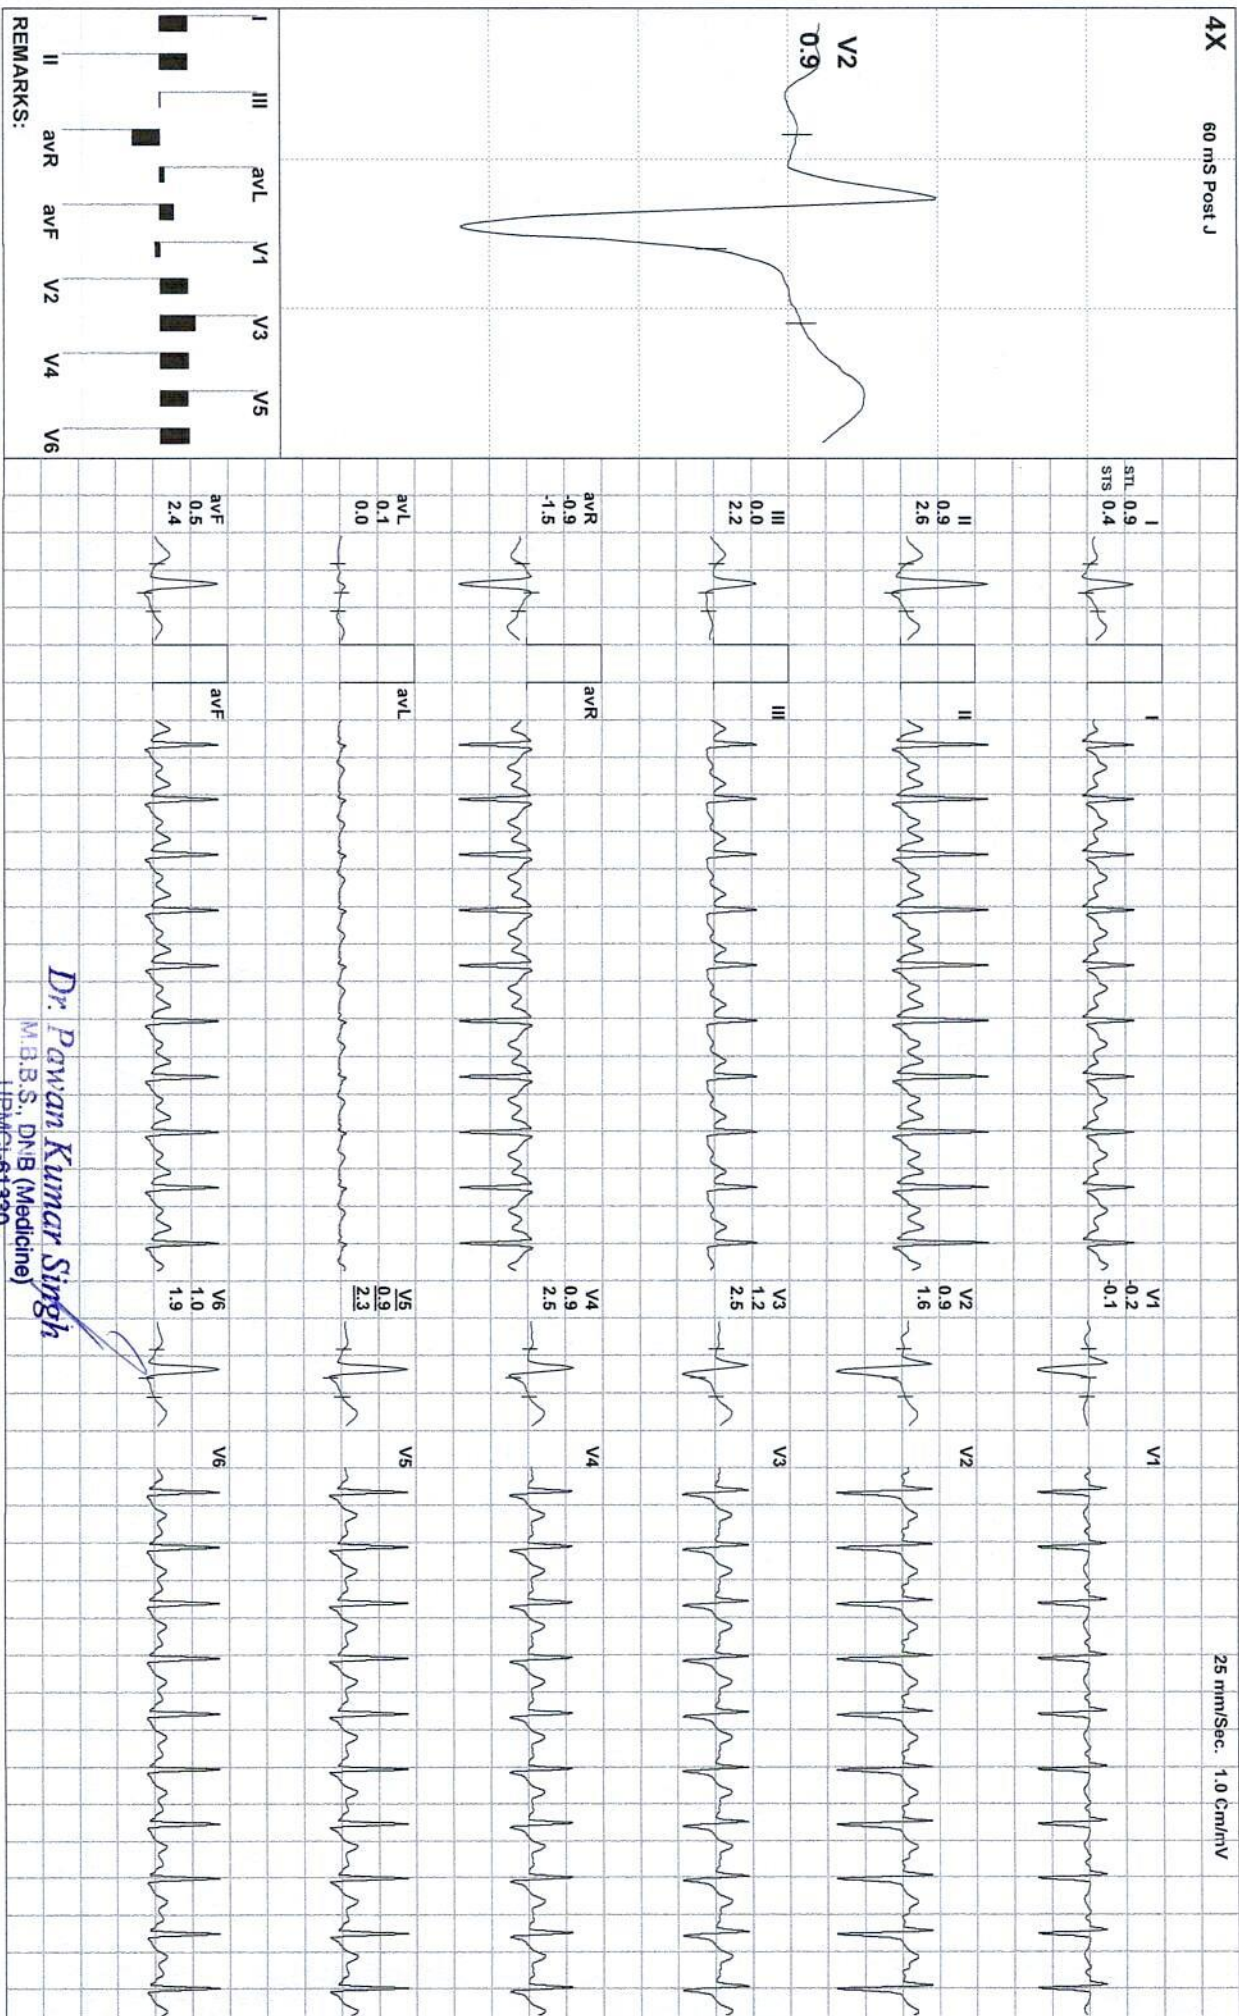 4X
60 mS Post J
25 mm/Sec. 1.0 Cm/mV
V2
0.9
I
II
III
avR
avL
avF
V1
V2
V3
V4
V5
V6
REMARKS:
I
STL 0.9
STS 0.4
I
II
0.9
2.6
II
III
0.0
2.2
III
avR
-0.9
-1.5
avR
avL
0.1
0.0
avL
avF
0.5
2.4
avF
V1
-0.2
-0.1
V1
V2
0.9
1.6
V2
V3
1.2
2.5
V3
V4
0.9
2.5
V4
V5
0.9
2.3
V5
V6
1.0
1.9
V6
Dr. Pawan Kumar Singh
M.B.B.S., DNB (Medicine)